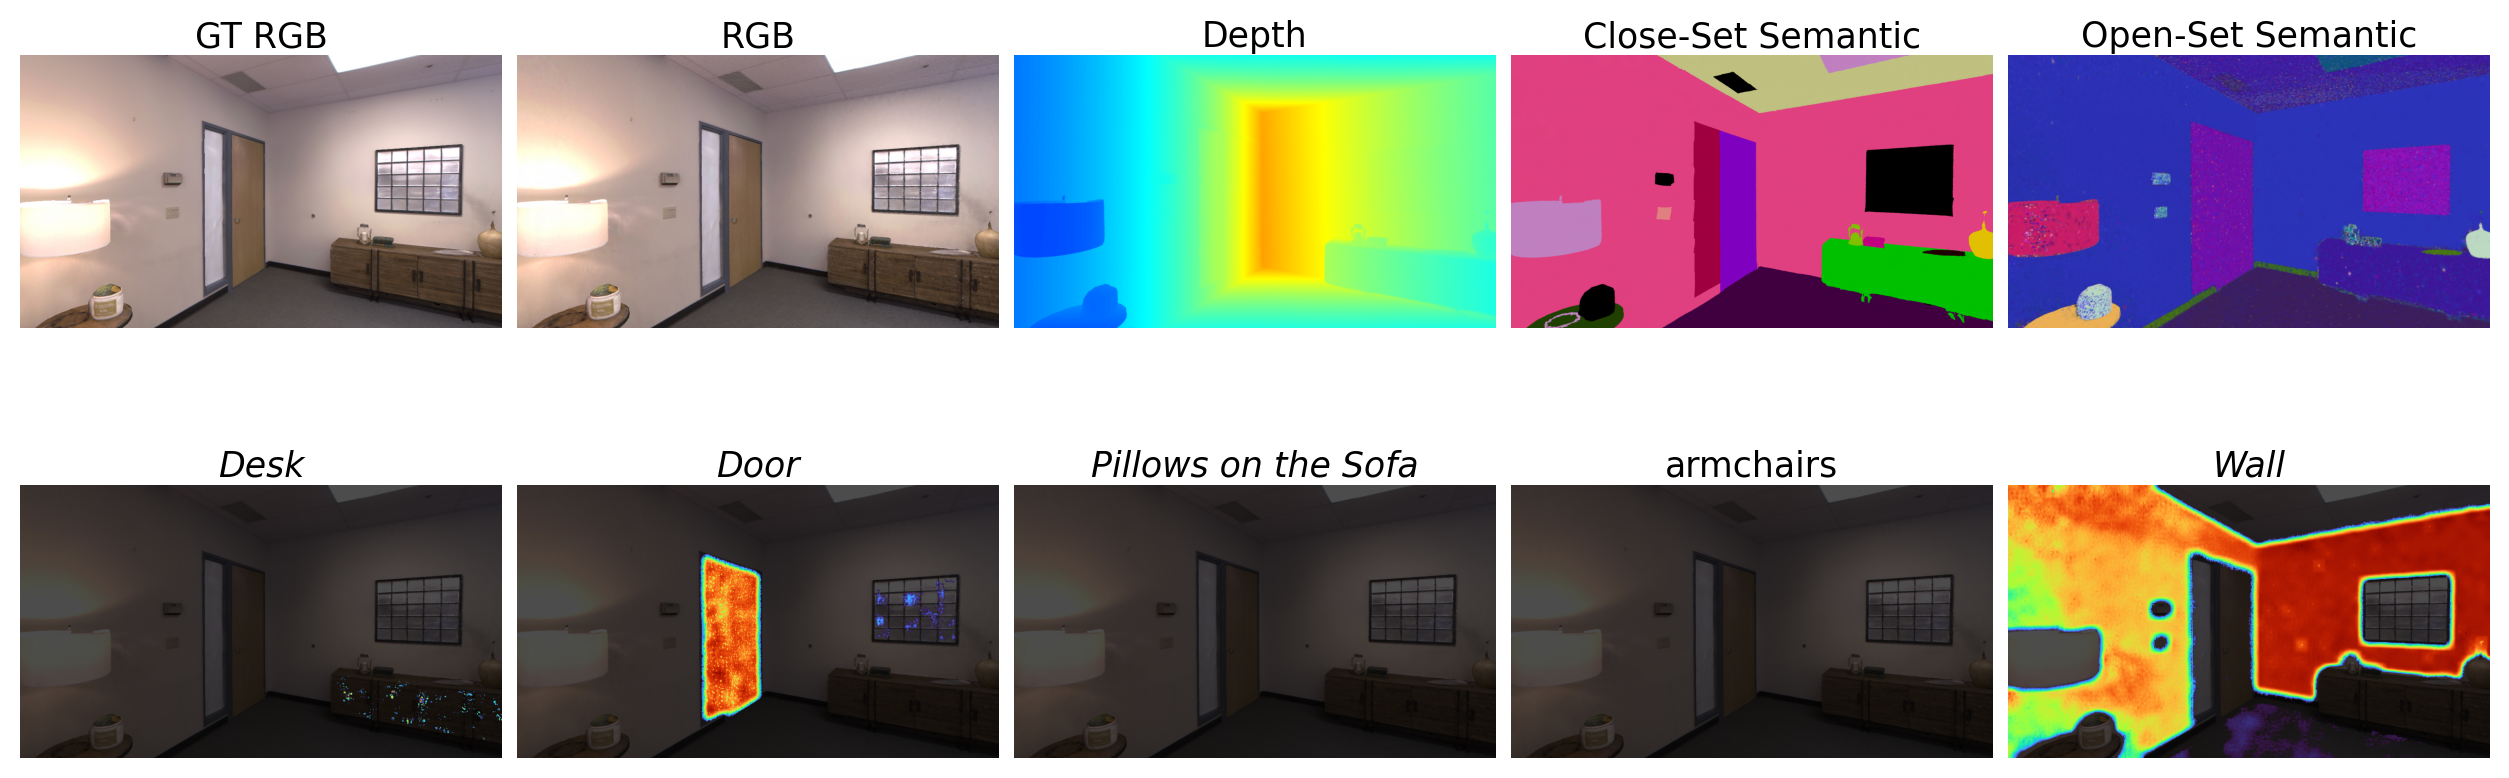 GT RGB
RGB
Depth
Close-Set Semantic
Open-Set Semantic
Desk
Door
Pillows on the Sofa
armchairs
Wall